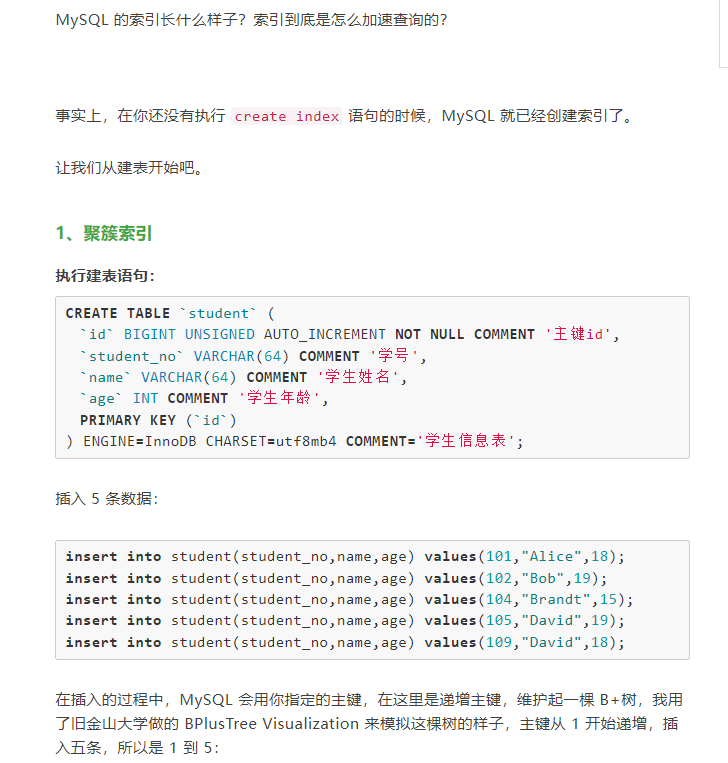 MySQL 的索引长什么样子？索引到底是怎么加速查询的？
事实上，在你还没有执行 create index 语句的时候，MySQL 就已经创建索引了。
让我们从建表开始吧。
1、聚簇索引
执行建表语句：
CREATE TABLE `student` (
`id` BIGINT UNSIGNED AUTO_INCREMENT NOT NULL COMMENT '主键id',
`student_no` VARCHAR(64) COMMENT '学号',
`name` VARCHAR(64) COMMENT '学生姓名',
`age` INT COMMENT '学生年龄',
PRIMARY KEY (`id`)
) ENGINE=InnoDB CHARSET=utf8mb4 COMMENT='学生信息表';
插入 5 条数据：
insert into student(student_no,name,age) values(101,"Alice",18);
insert into student(student_no,name,age) values(102,"Bob",19);
insert into student(student_no,name,age) values(104,"Brandt",15);
insert into student(student_no,name,age) values(105,"David",19);
insert into student(student_no,name,age) values(109,"David",18);
在插入的过程中，MySQL 会用你指定的主键，在这里是递增主键，维护起一棵 B+树，我用
了旧金山大学做的 BPlusTree Visualization 来模拟这棵树的样子，主键从 1 开始递增，插
入五条，所以是 1 到 5：